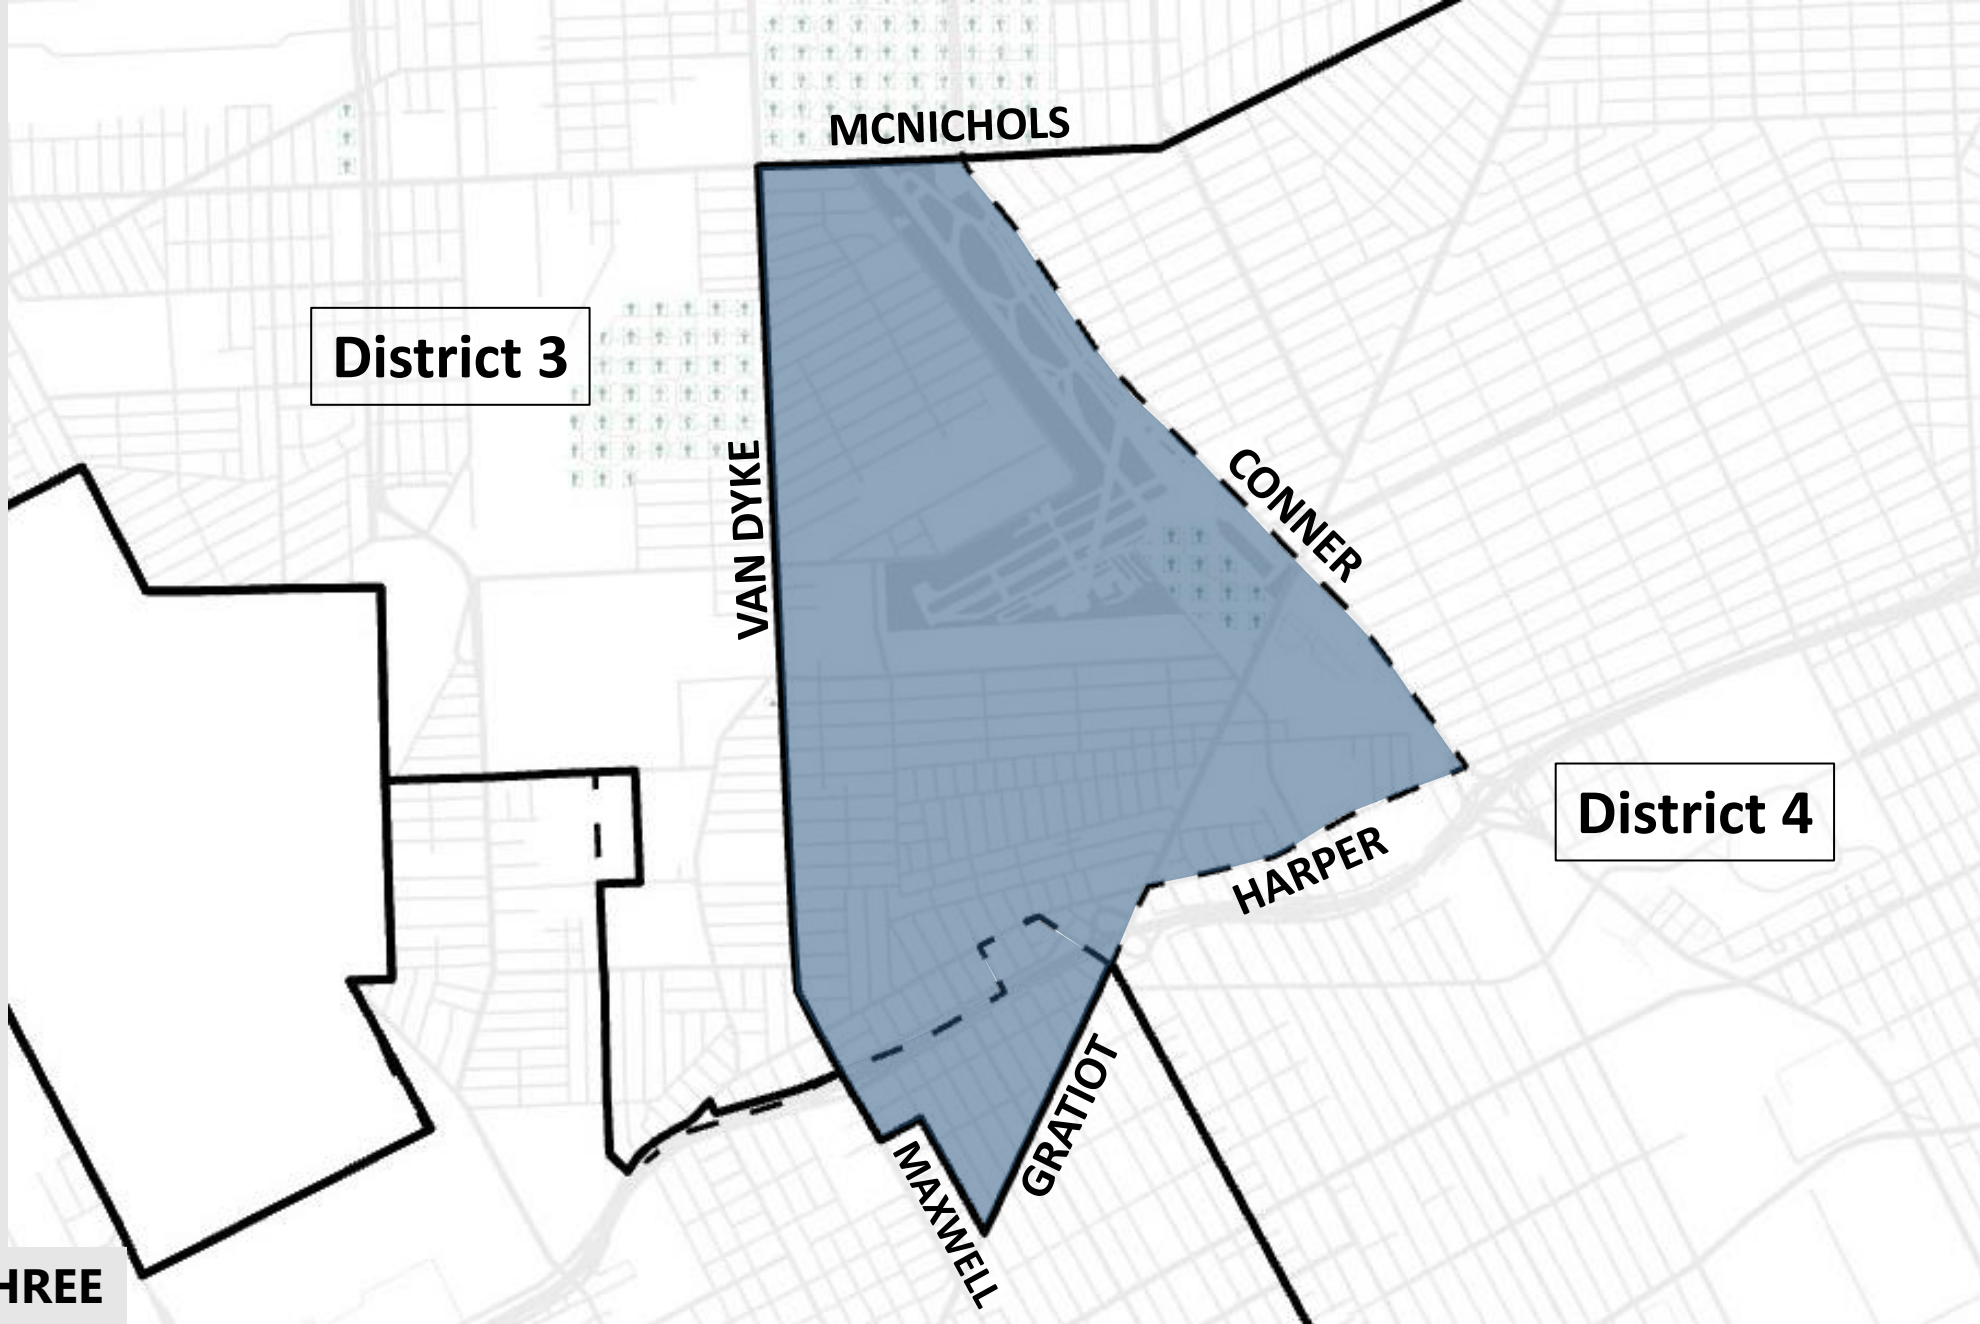 MCNICHOLS
District 3
VAN DYKE
CONNER
District 4
HARPER
GRATIOT
MAXWELL
HREE